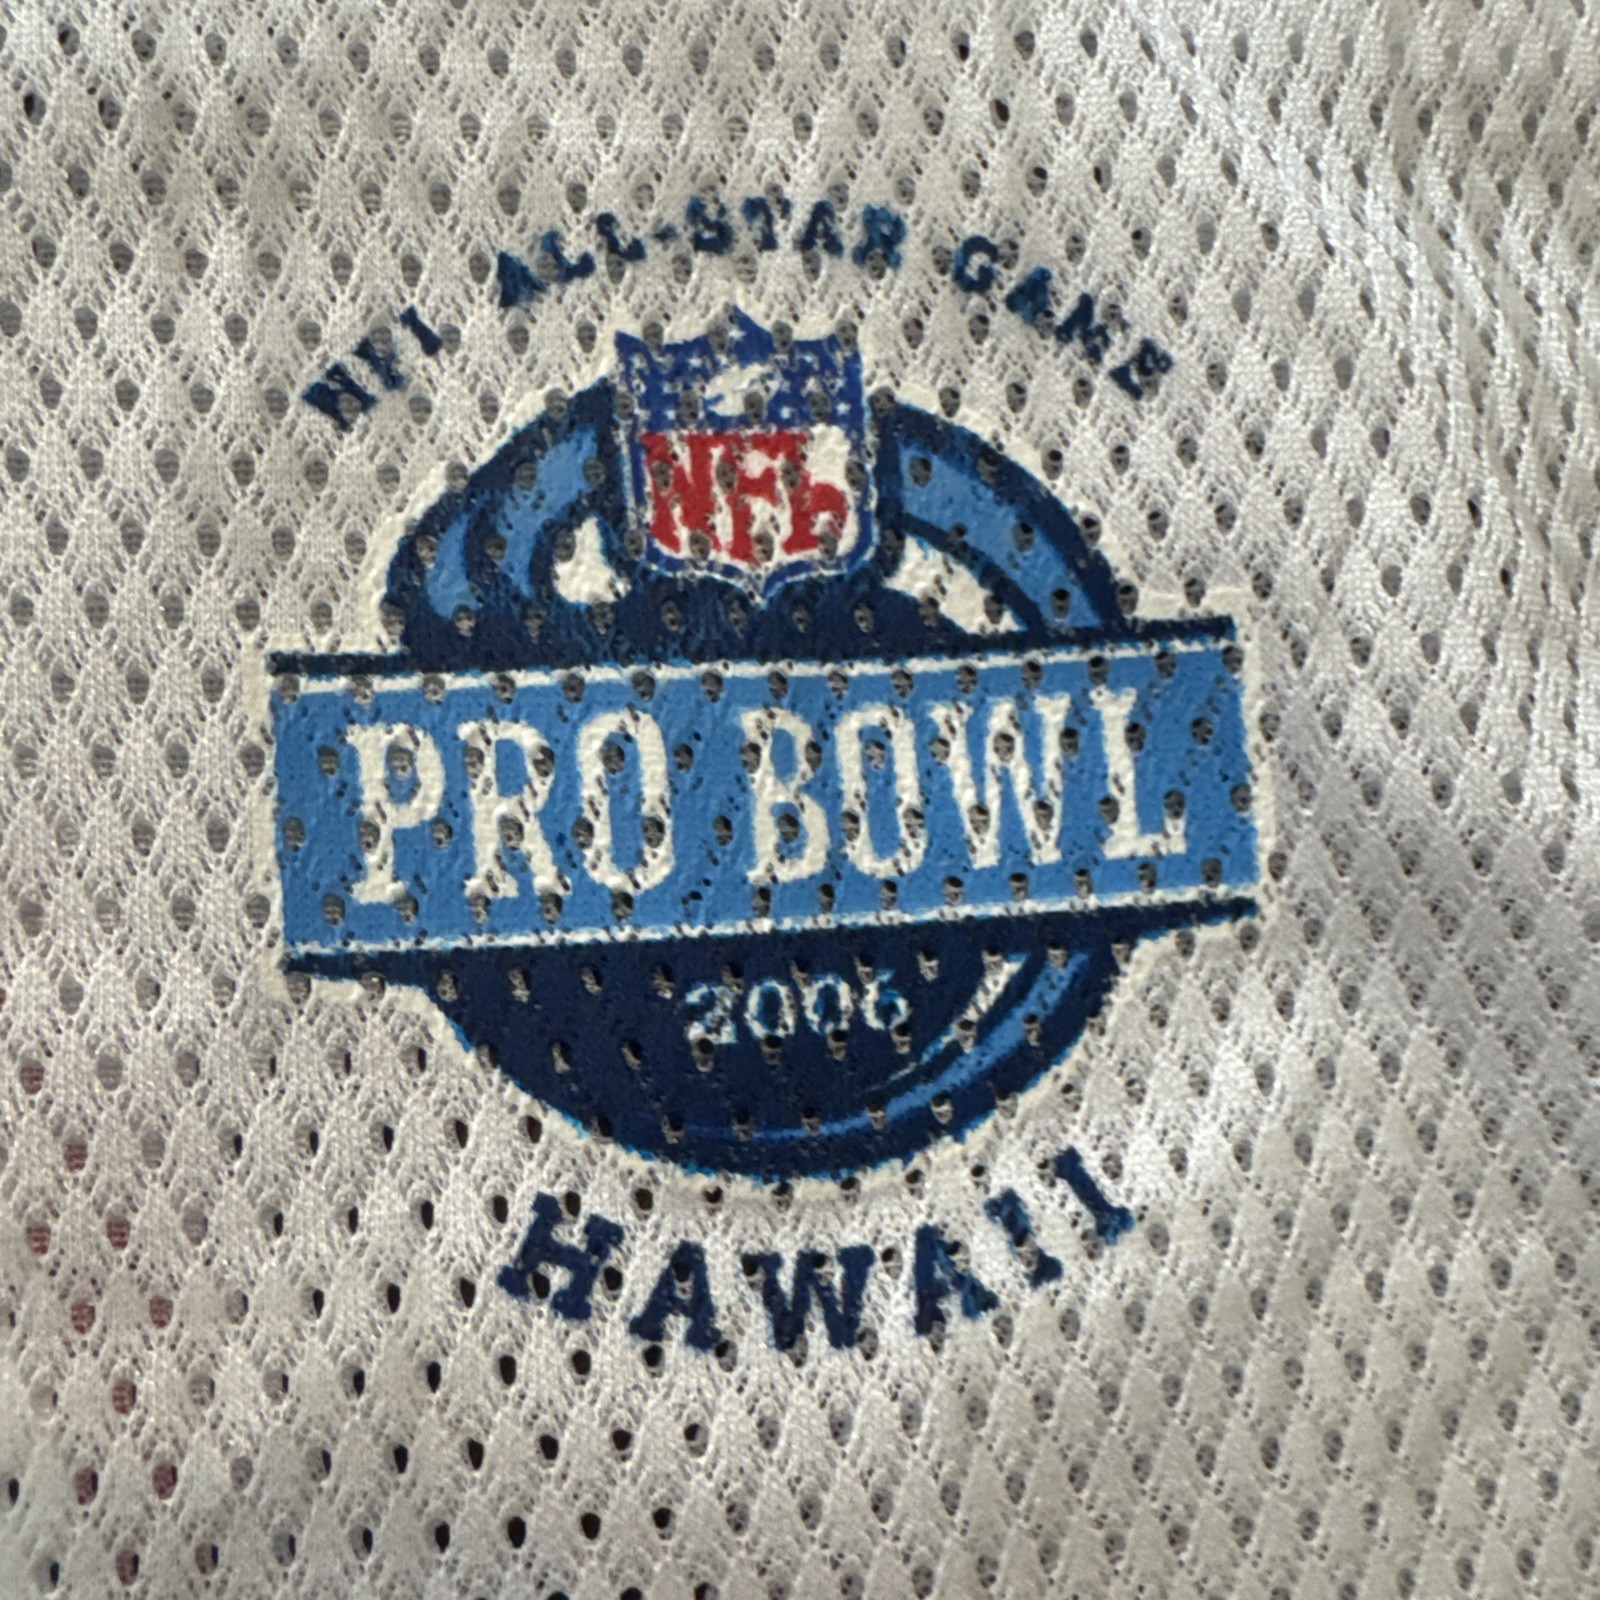 NFL ALL-STAR GAME
NFL
PRO BOWL
2006
HAWAII